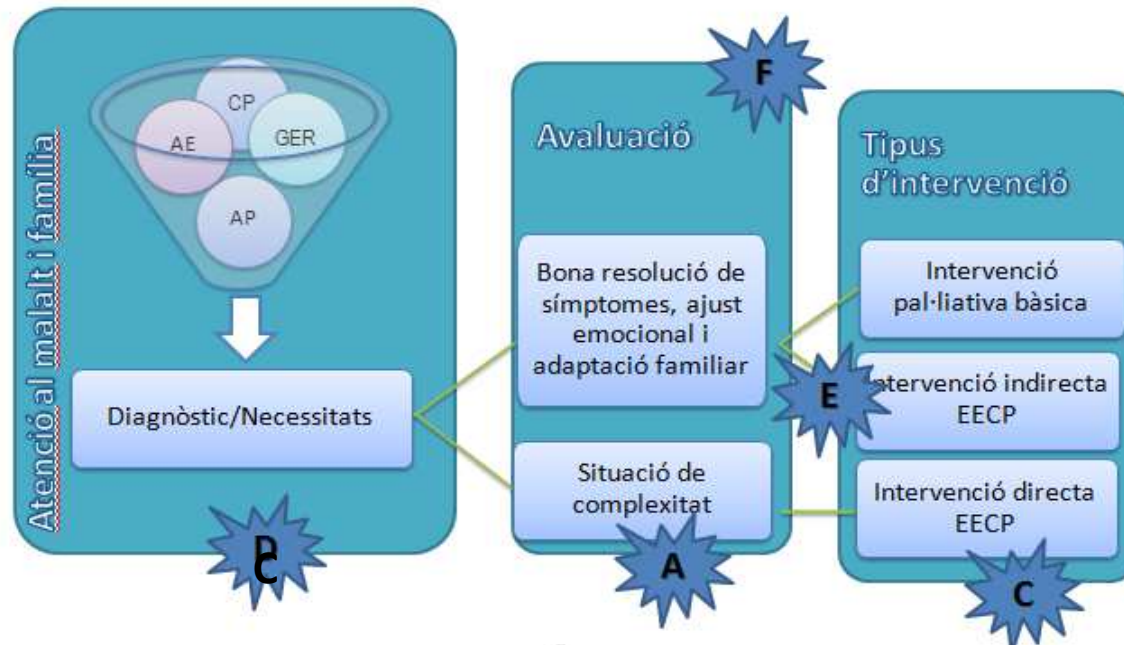 Atenció al malalt i família
CP
AE
GER
AP
Diagnòstic/Necessitats
D
C
F
Avaluació
Bona resolució de
símptomes, ajust
emocional i
adaptació familiar
Situació de
complexitat
A
Tipus
d'intervenció
Intervenció
pal·liativa bàsica
E
Intervenció indirecta
EECP
Intervenció directa
EECP
C